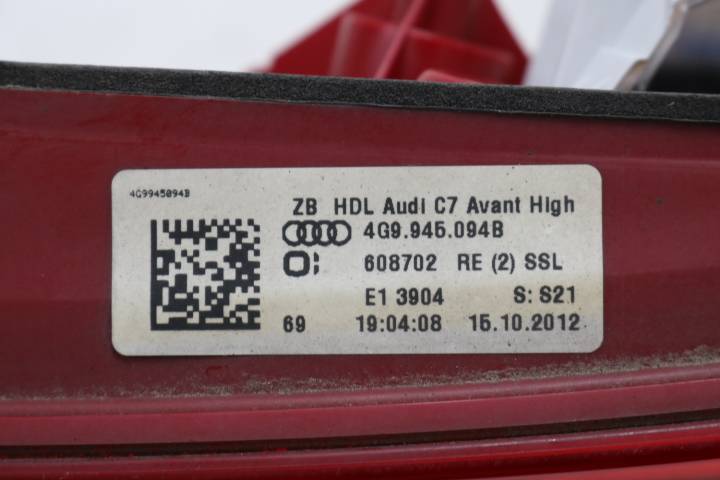 4G9945094B
ZB HDL Audi C7 Avant High
4G9.945.094B
608702 RE (2) SSL
E1 3904 S: S21
69 19:04:08 15.10.2012